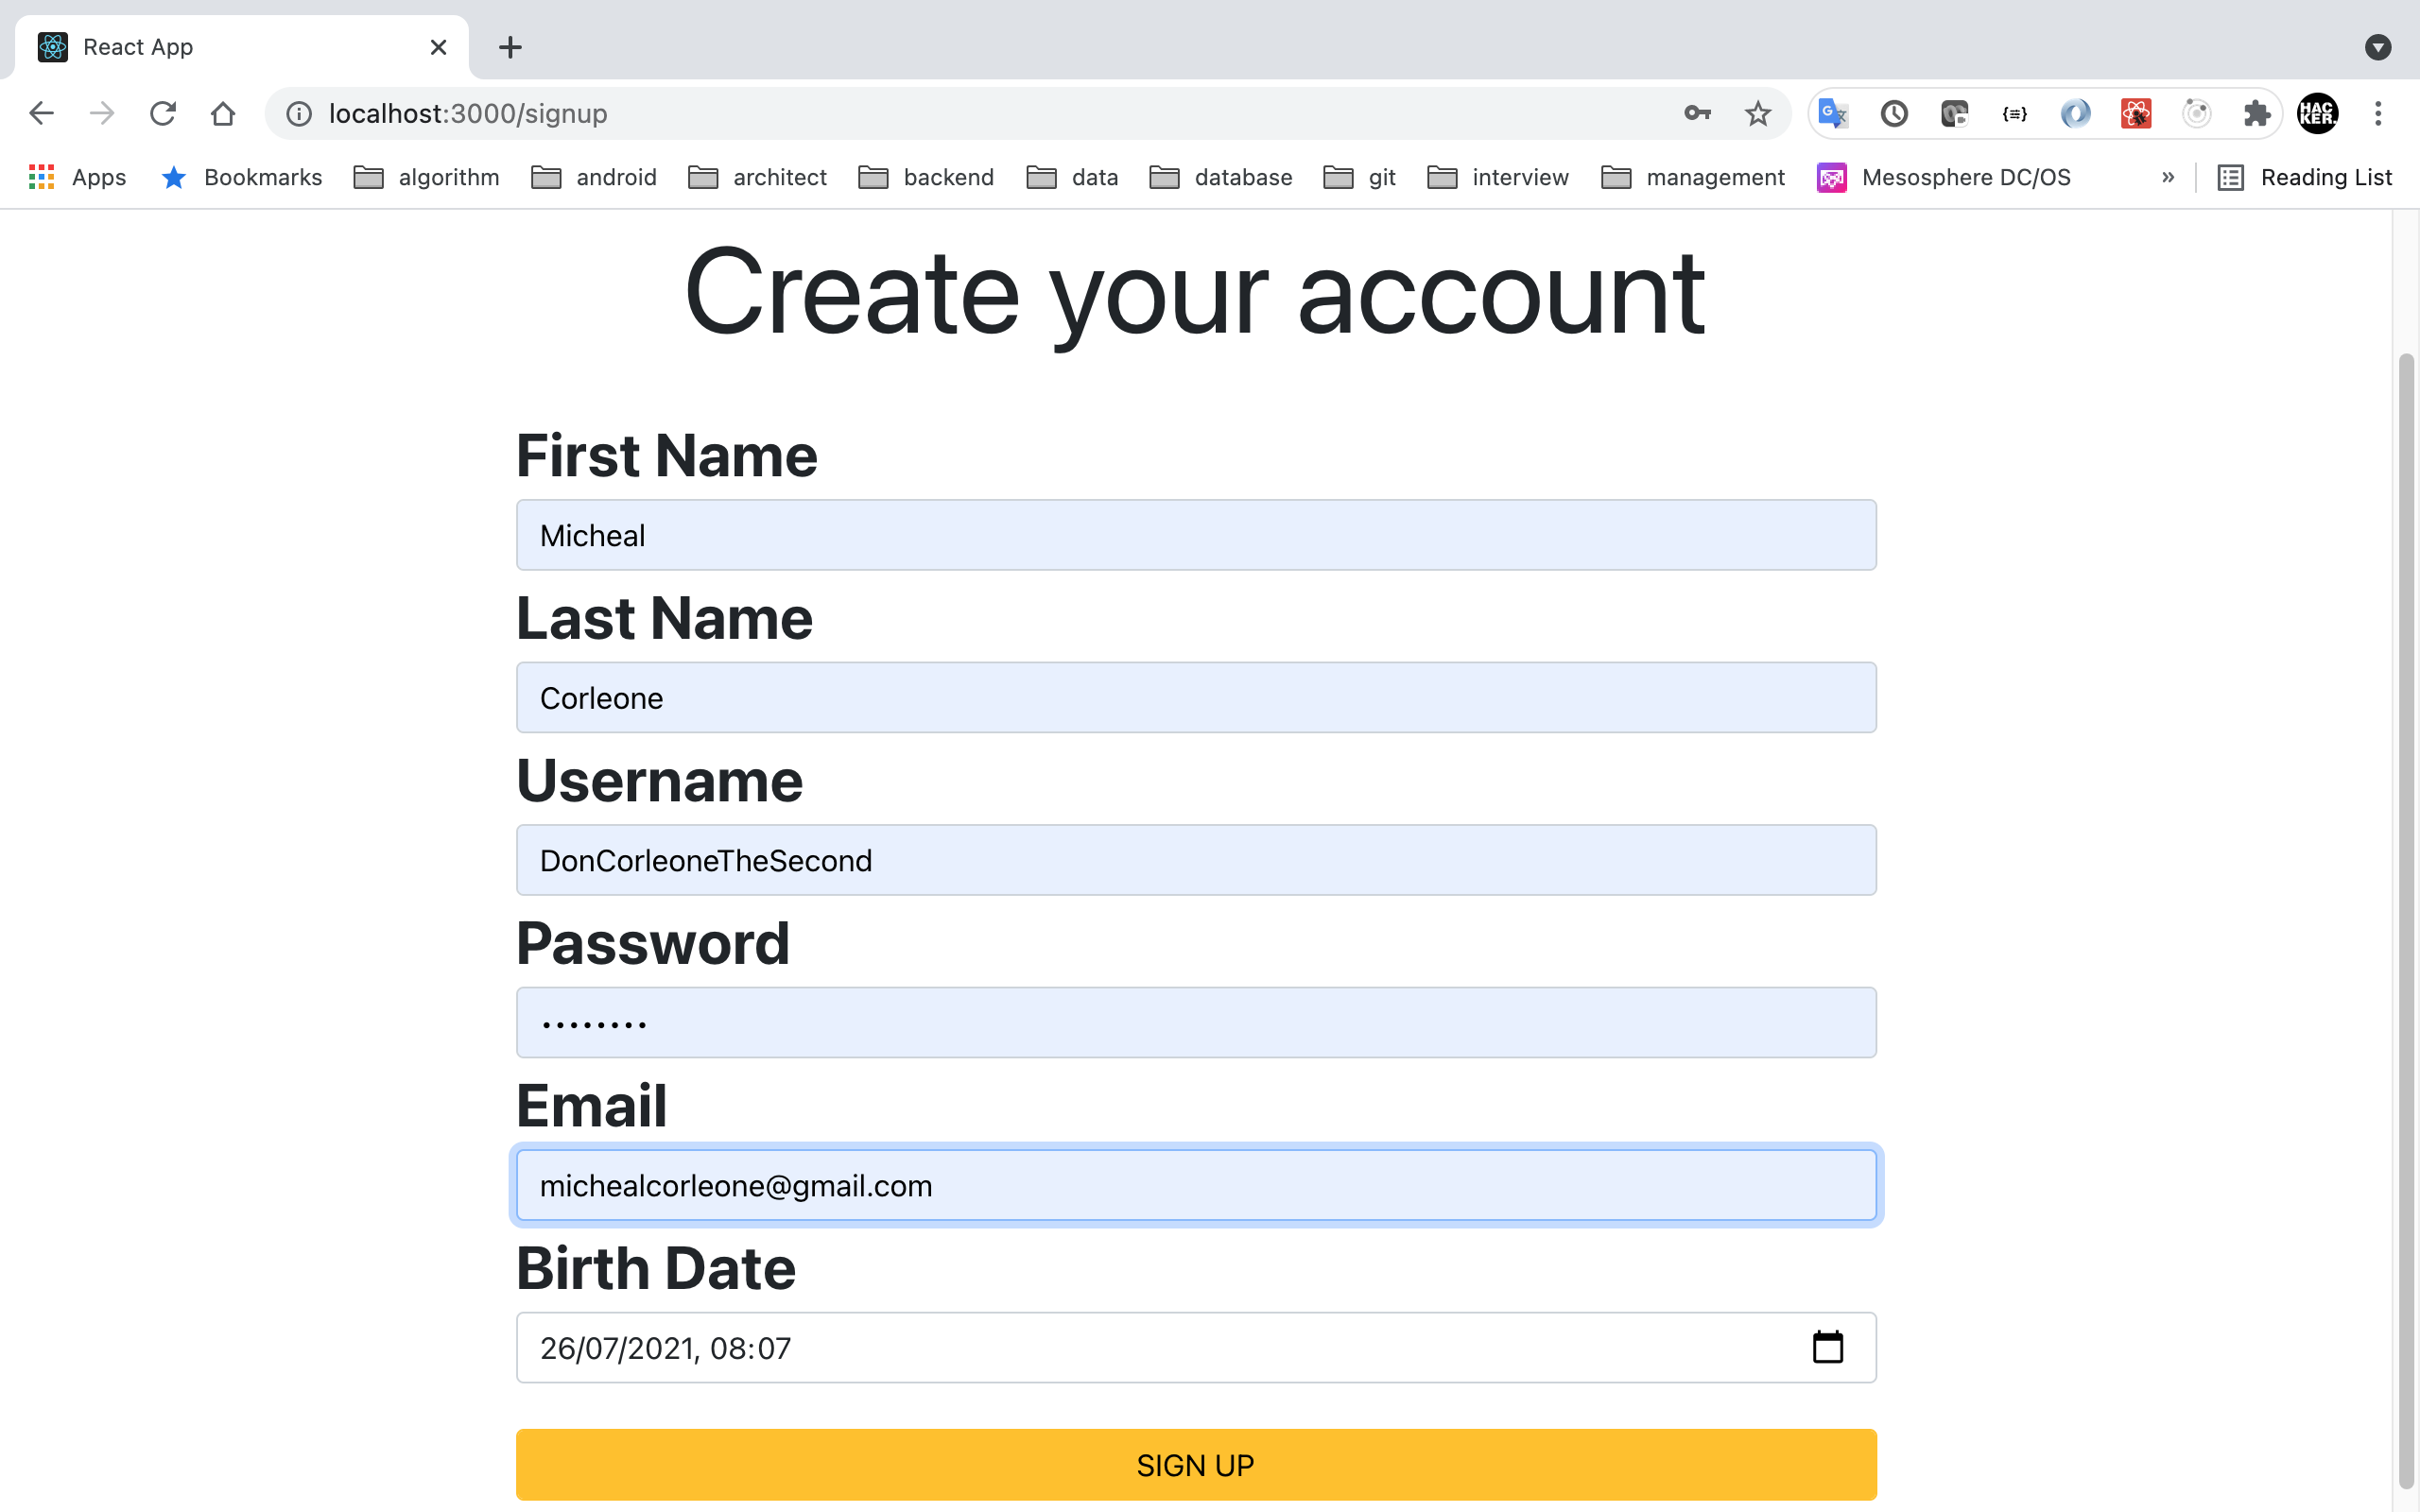 React App
localhost:3000/signup
HAC
KER.
Apps Bookmarks algorithm android architect backend data database git interview management Mesosphere DC/OS » Reading List
Create your account
First Name
Micheal
Last Name
Corleone
Username
DonCorleoneTheSecond
Password
••••••••
Email
michealcorleone@gmail.com
Birth Date
26/07/2021, 08:07
SIGN UP